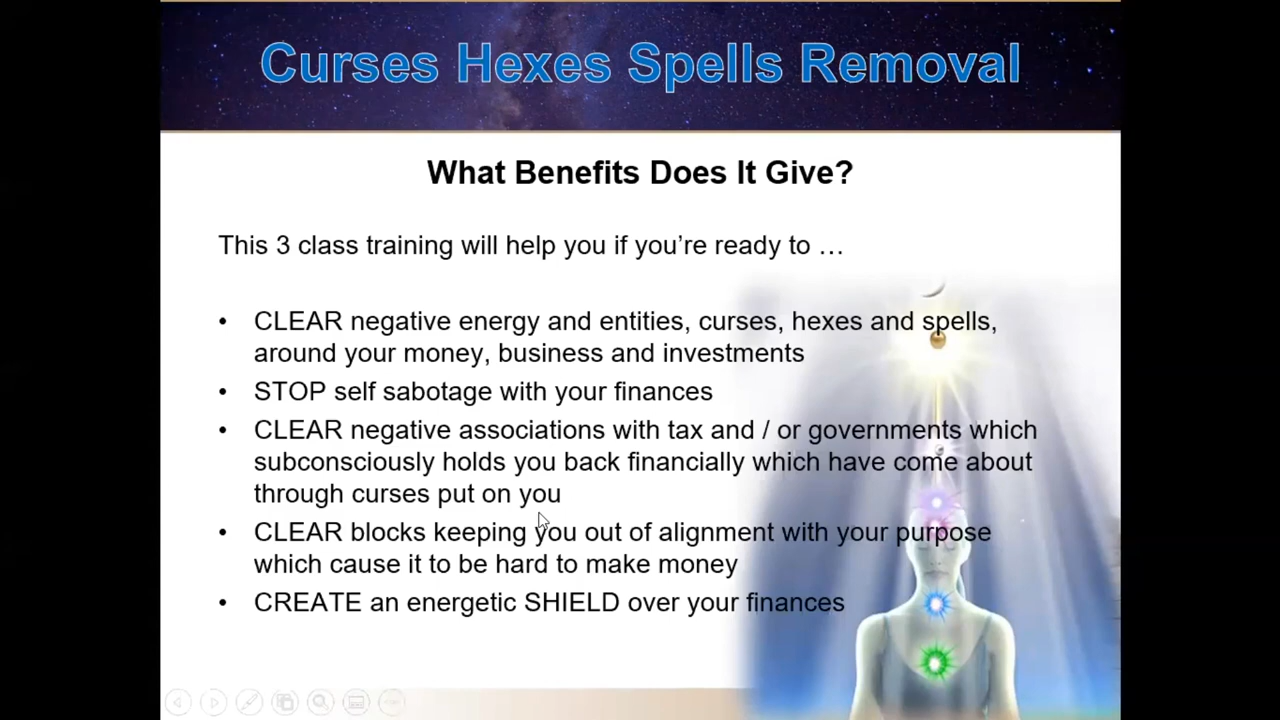 Curses Hexes Spells Removal
What Benefits Does It Give?
This 3 class training will help you if you're ready to …
• CLEAR negative energy and entities, curses, hexes and spells,
around your money, business and investments
• STOP self sabotage with your finances
• CLEAR negative associations with tax and / or governments which
subconsciously holds you back financially which have come about
through curses put on you
• CLEAR blocks keeping you out of alignment with your purpose
which cause it to be hard to make money
• CREATE an energetic SHIELD over your finances